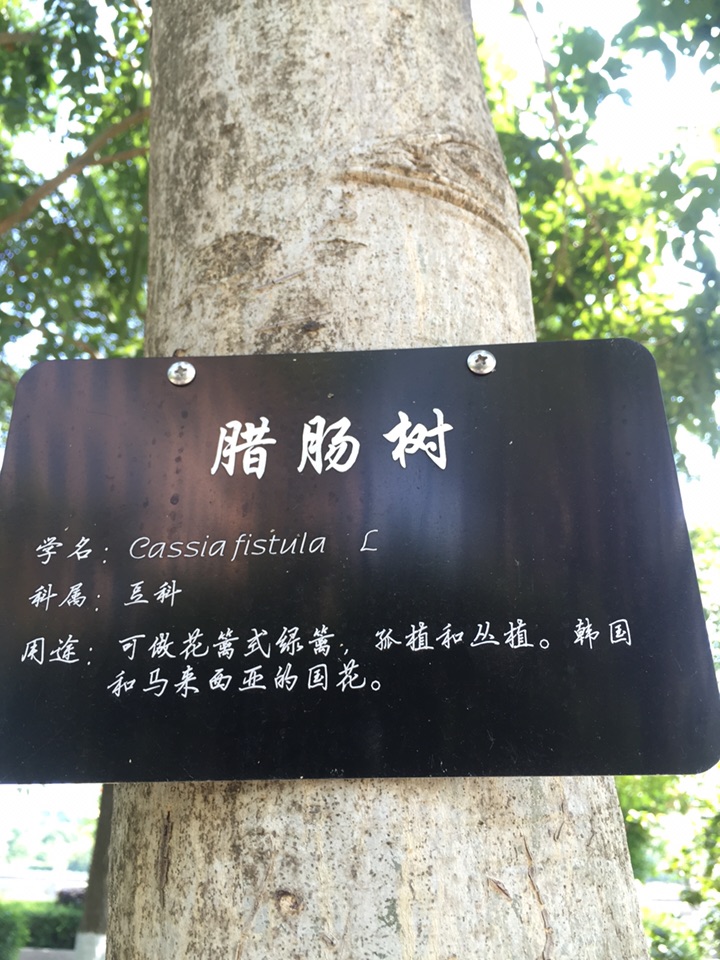 腊肠树
学名：Cassia fistula L
科属：豆科
用途：可做花篱式绿篱，孤植和丛植。韩国
和马来西亚的国花。